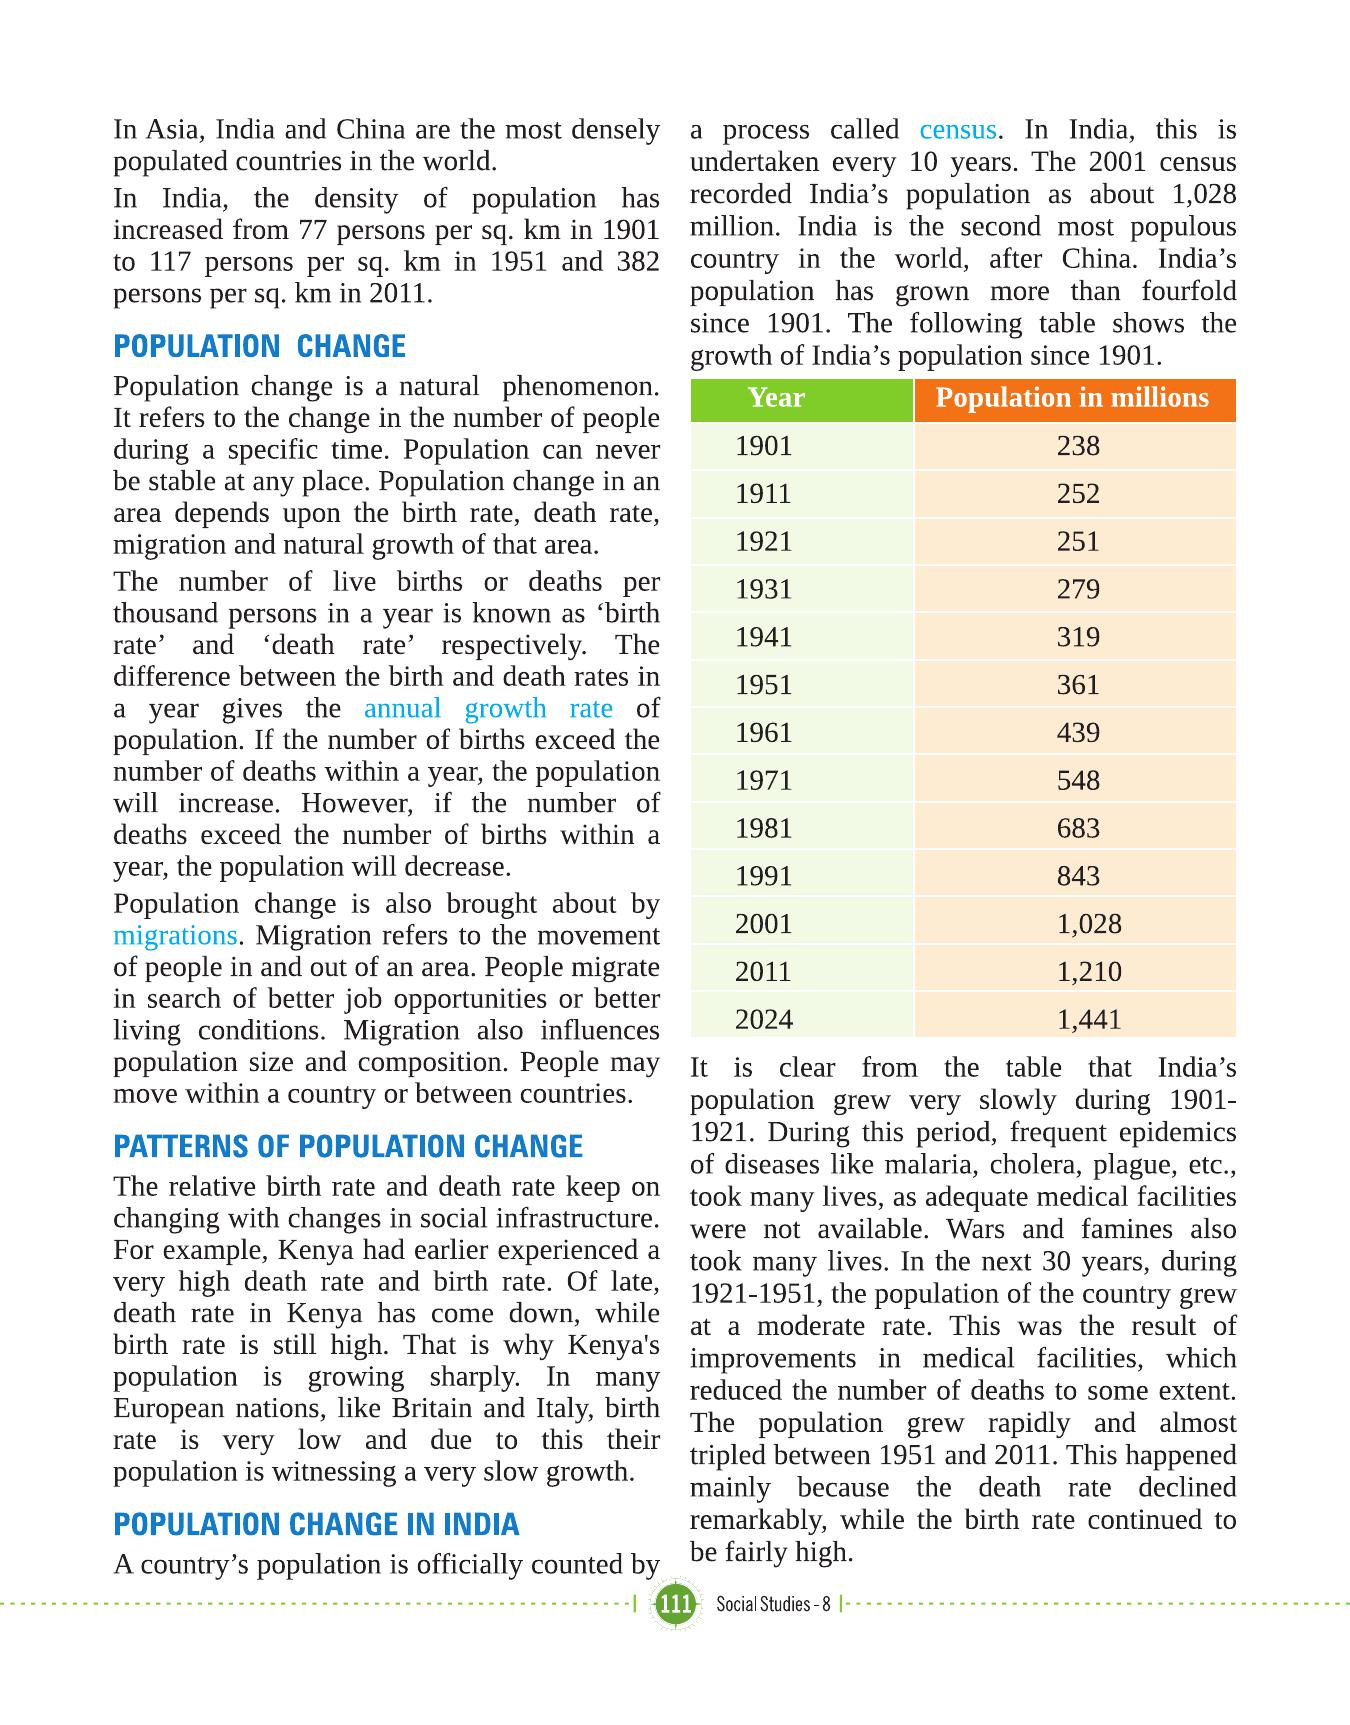 In Asia, India and China are the most densely
populated countries in the world.
In India, the density of population has
increased from 77 persons per sq. km in 1901
to 117 persons per sq. km in 1951 and 382
persons per sq. km in 2011.
POPULATION CHANGE
Population change is a natural phenomenon.
It refers to the change in the number of people
during a specific time. Population can never
be stable at any place. Population change in an
area depends upon the birth rate, death rate,
migration and natural growth of that area.
The number of live births or deaths per
thousand persons in a year is known as ‘birth
rate’ and ‘death rate’ respectively. The
difference between the birth and death rates in
a year gives the annual growth rate of
population. If the number of births exceed the
number of deaths within a year, the population
will increase. However, if the number of
deaths exceed the number of births within a
year, the population will decrease.
Population change is also brought about by
migrations. Migration refers to the movement
of people in and out of an area. People migrate
in search of better job opportunities or better
living conditions. Migration also influences
population size and composition. People may
move within a country or between countries.
PATTERNS OF POPULATION CHANGE
The relative birth rate and death rate keep on
changing with changes in social infrastructure.
For example, Kenya had earlier experienced a
very high death rate and birth rate. Of late,
death rate in Kenya has come down, while
birth rate is still high. That is why Kenya's
population is growing sharply. In many
European nations, like Britain and Italy, birth
rate is very low and due to this their
population is witnessing a very slow growth.
POPULATION CHANGE IN INDIA
A country’s population is officially counted by
a process called census. In India, this is
undertaken every 10 years. The 2001 census
recorded India’s population as about 1,028
million. India is the second most populous
country in the world, after China. India’s
population has grown more than fourfold
since 1901. The following table shows the
growth of India’s population since 1901.
Year Population in millions
1901 238
1911 252
1921 251
1931 279
1941 319
1951 361
1961 439
1971 548
1981 683
1991 843
2001 1,028
2011 1,210
2024 1,441
It is clear from the table that India’s
population grew very slowly during 1901-
1921. During this period, frequent epidemics
of diseases like malaria, cholera, plague, etc.,
took many lives, as adequate medical facilities
were not available. Wars and famines also
took many lives. In the next 30 years, during
1921-1951, the population of the country grew
at a moderate rate. This was the result of
improvements in medical facilities, which
reduced the number of deaths to some extent.
The population grew rapidly and almost
tripled between 1951 and 2011. This happened
mainly because the death rate declined
remarkably, while the birth rate continued to
be fairly high.
111 Social Studies - 8